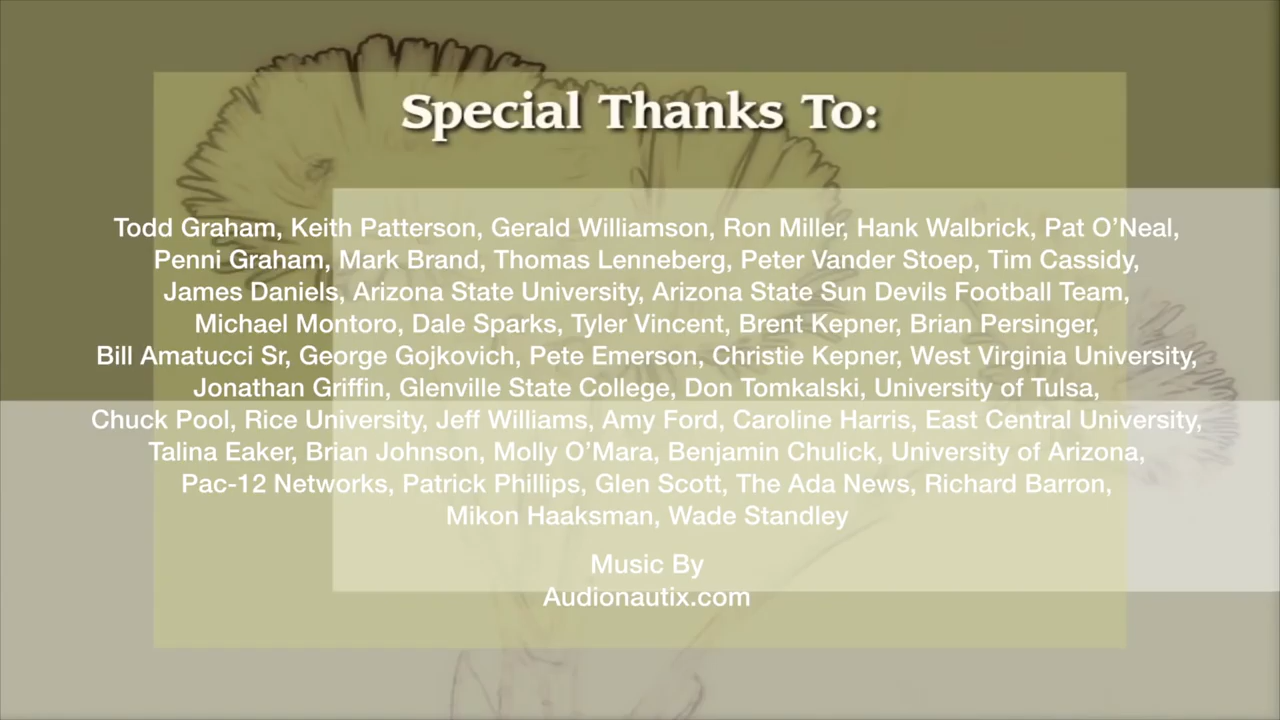 Special Thanks To:
Todd Graham, Keith Patterson, Gerald Williamson, Ron Miller, Hank Walbrick, Pat O’Neal,
Penni Graham, Mark Brand, Thomas Lenneberg, Peter Vander Stoep, Tim Cassidy,
James Daniels, Arizona State University, Arizona State Sun Devils Football Team,
Michael Montoro, Dale Sparks, Tyler Vincent, Brent Kepner, Brian Persinger,
Bill Amatucci Sr, George Gojkovich, Pete Emerson, Christie Kepner, West Virginia University,
Jonathan Griffin, Glenville State College, Don Tomkalski, University of Tulsa,
Chuck Pool, Rice University, Jeff Williams, Amy Ford, Caroline Harris, East Central University,
Talina Eaker, Brian Johnson, Molly O’Mara, Benjamin Chulick, University of Arizona,
Pac-12 Networks, Patrick Phillips, Glen Scott, The Ada News, Richard Barron,
Mikon Haaksman, Wade Standley
Music By
Audionautix.com